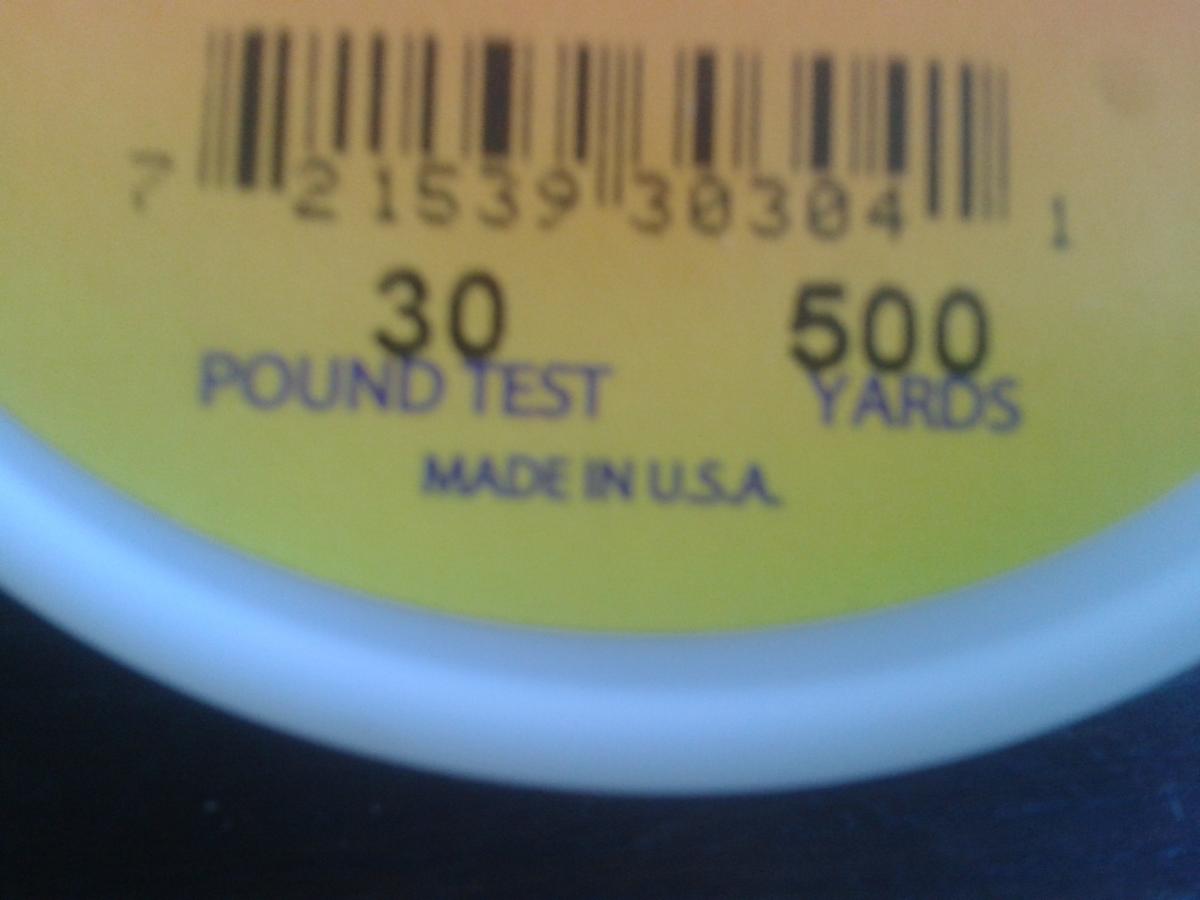 7 21539 30304 1
30 500
POUND TEST YARDS
MADE IN U.S.A.